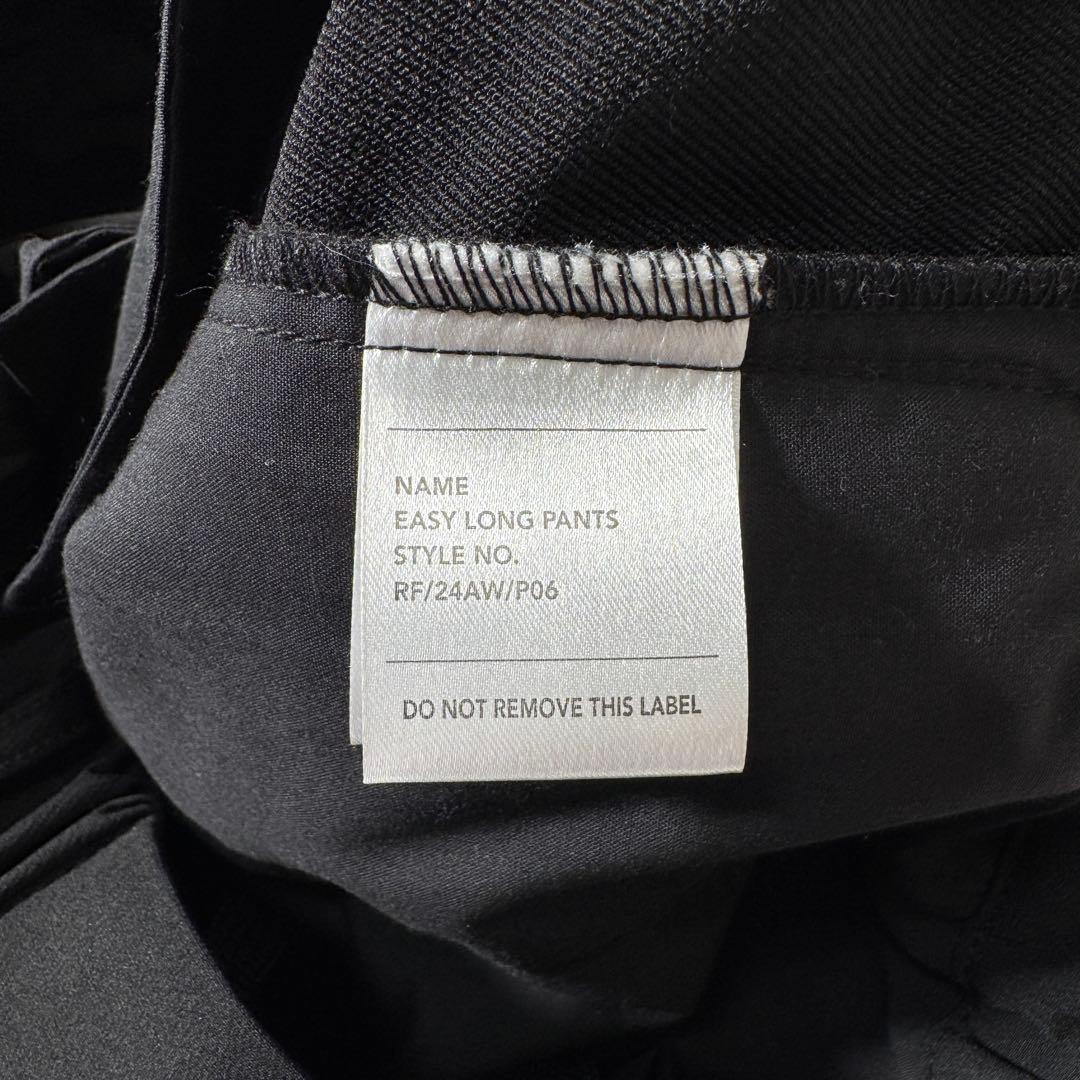 NAME
EASY LONG PANTS
STYLE NO.
RF/24AW/P06
DO NOT REMOVE THIS LABEL